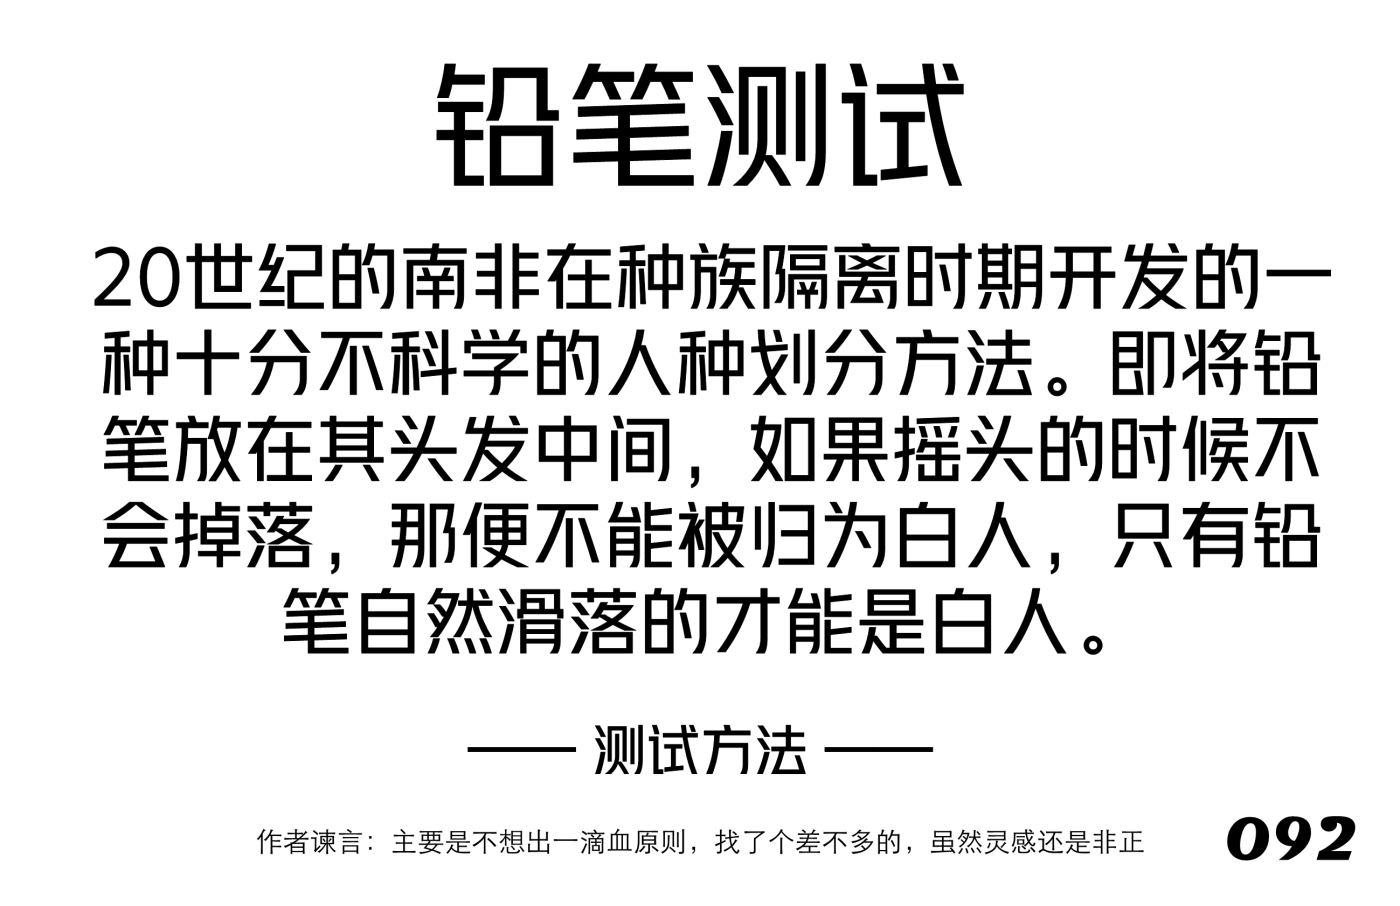 铅笔测试
20世纪的南非在种族隔离时期开发的一
种十分不科学的人种划分方法。即将铅
笔放在其头发中间，如果摇头的时候不
会掉落，那便不能被归为白人，只有铅
笔自然滑落的才能是白人。
—— 测试方法 ——
作者谏言：主要是不想出一滴血原则，找了个差不多的，虽然灵感还是非正
092